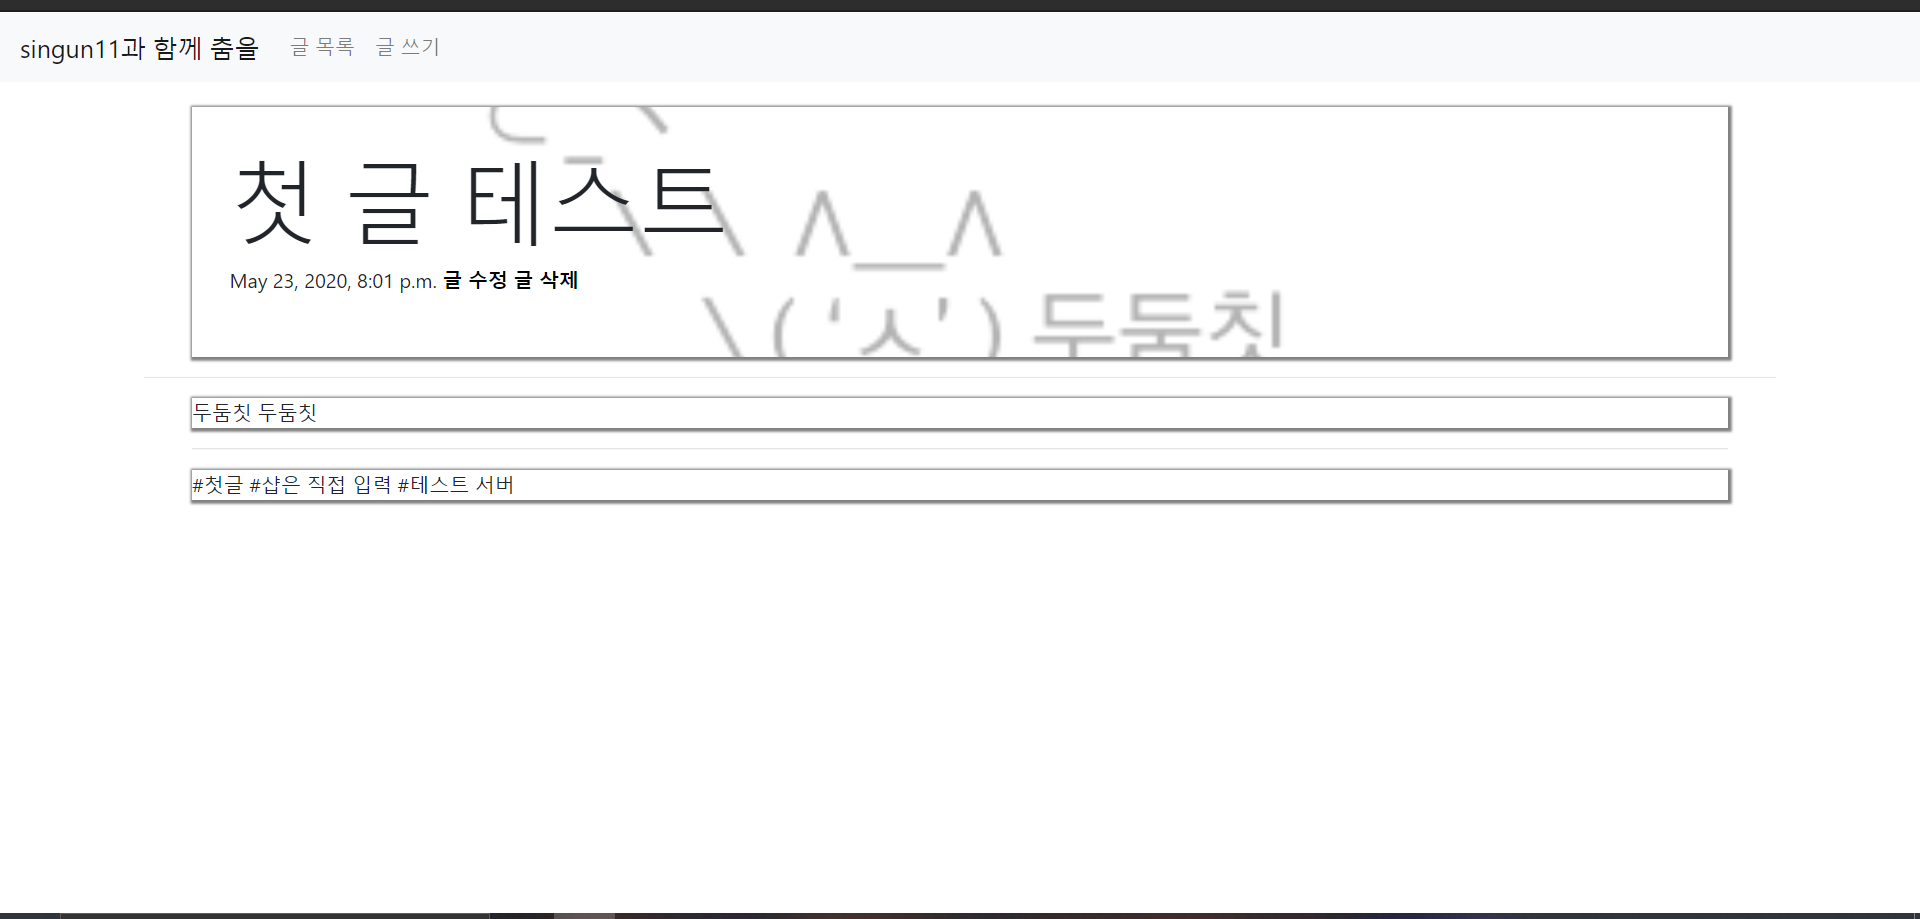 singun11과 함께 춤을 글 목록 글 쓰기
첫 글 테스트
\ \ ∧__∧
May 23, 2020, 8:01 p.m. 글 수정 글 삭제
\ ( ‘ㅅ’ ) 두둠칫
두둠칫 두둠칫
#첫글 #샵은 직접 입력 #테스트 서버